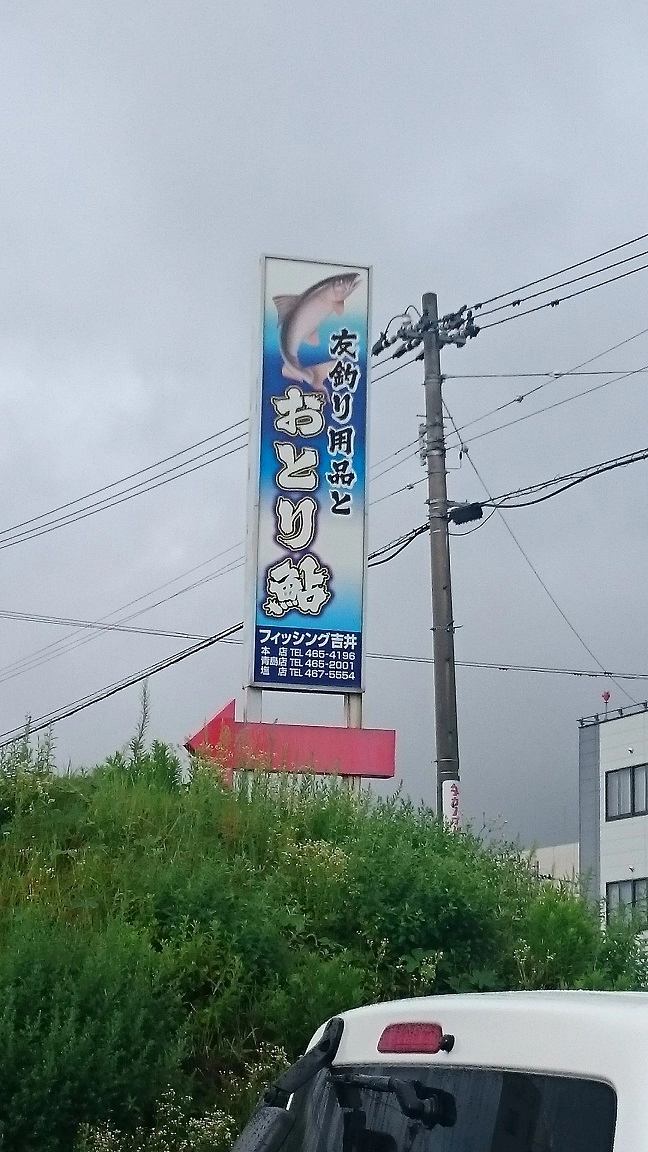 友釣り用品と
おとり鮎
フィッシング吉井
本店 TEL 465-4196
青島店 TEL 465-2001
塩店 TEL 467-5554